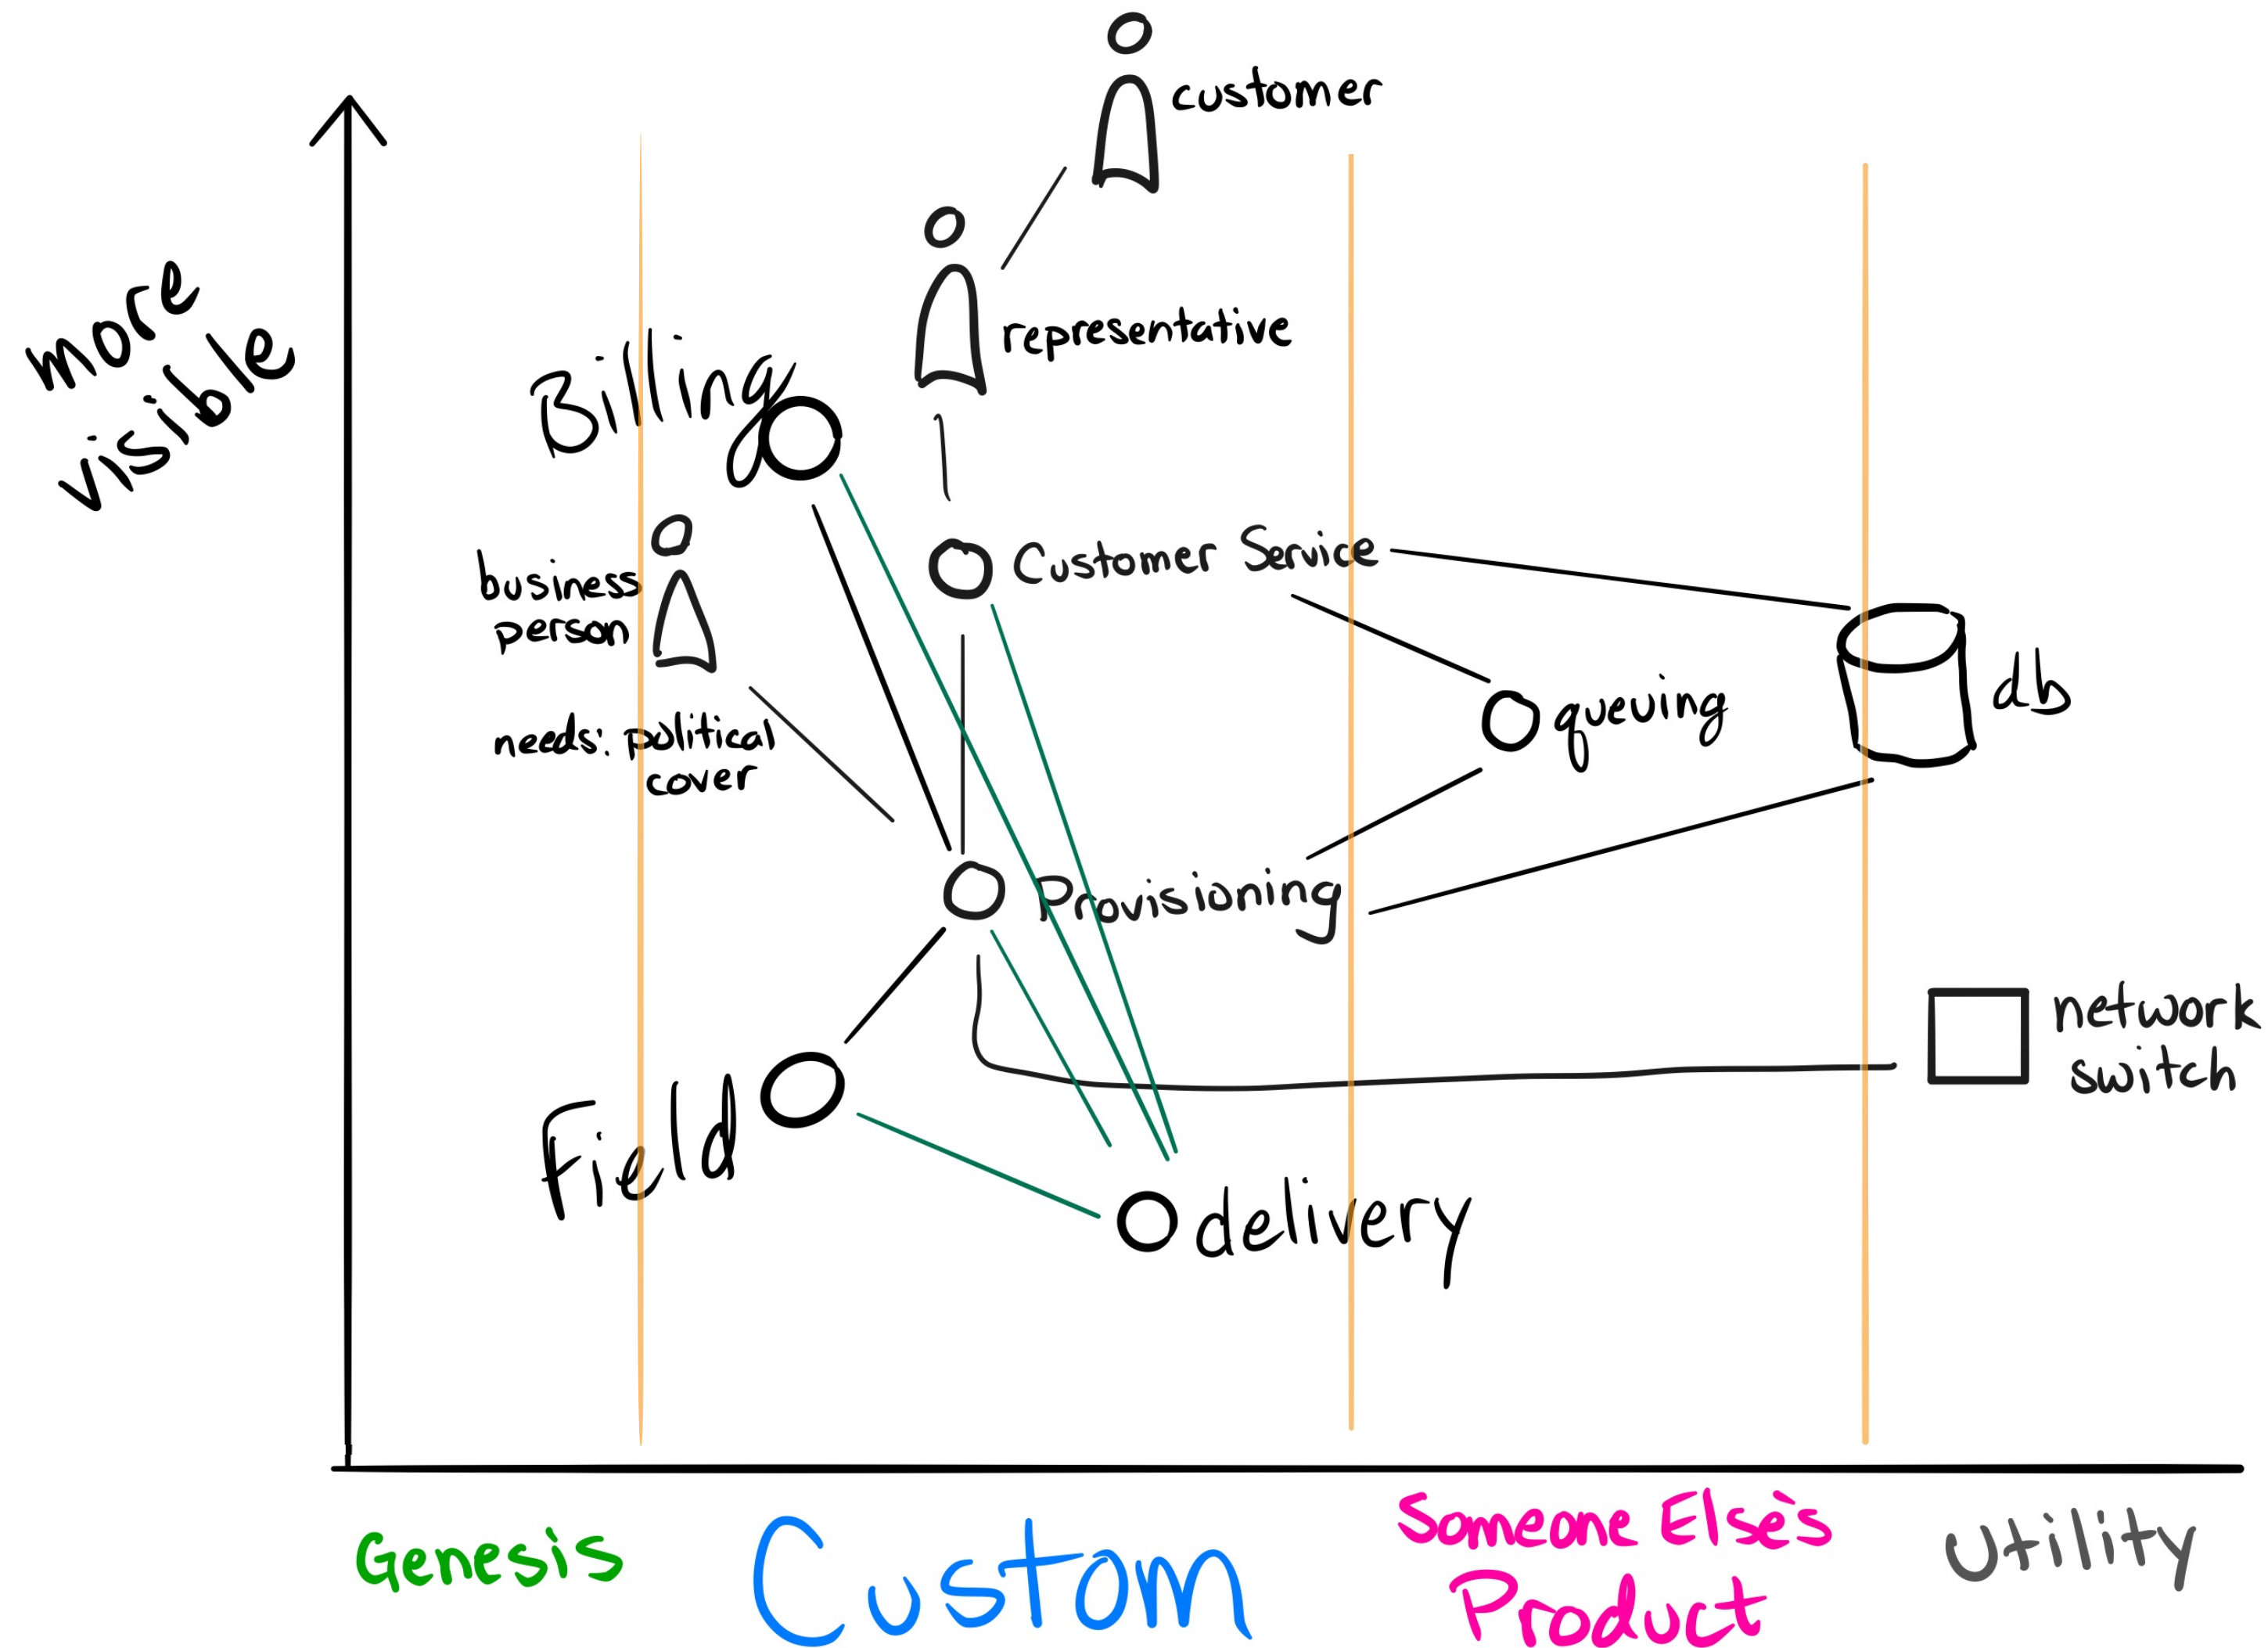 customer
more
visible
representative
Billing
business
person
Customer Service
needs: political
cover
queuing
db
Provisioning
network
switch
Field
delivery
Genesis
Custom
Someone Else's
Product
Utility